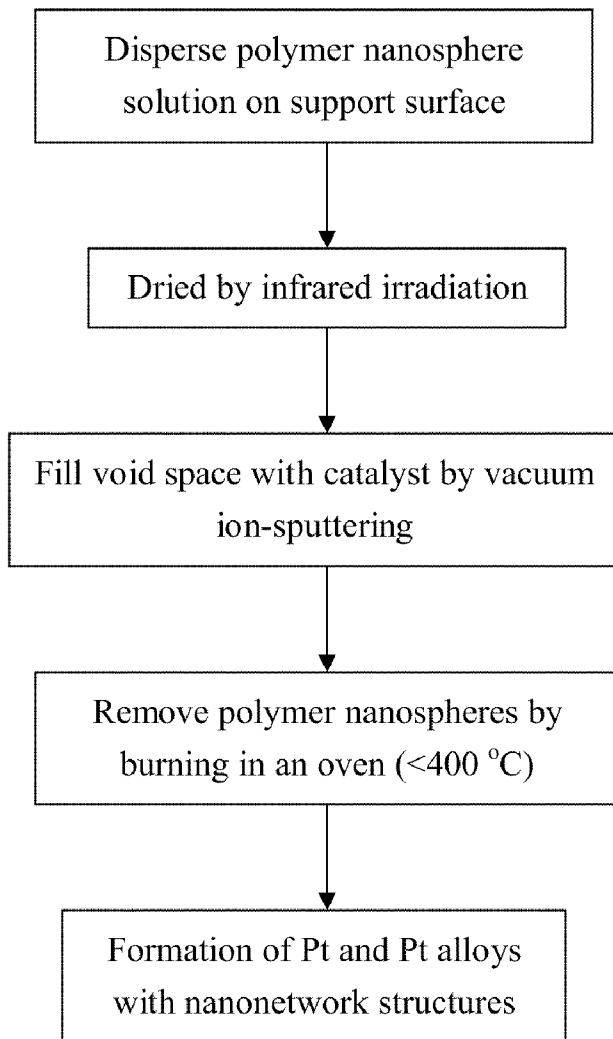 Disperse polymer nanosphere
solution on support surface
Dried by infrared irradiation
Fill void space with catalyst by vacuum
ion-sputtering
Remove polymer nanospheres by
burning in an oven (<400 °C)
Formation of Pt and Pt alloys
with nanonetwork structures